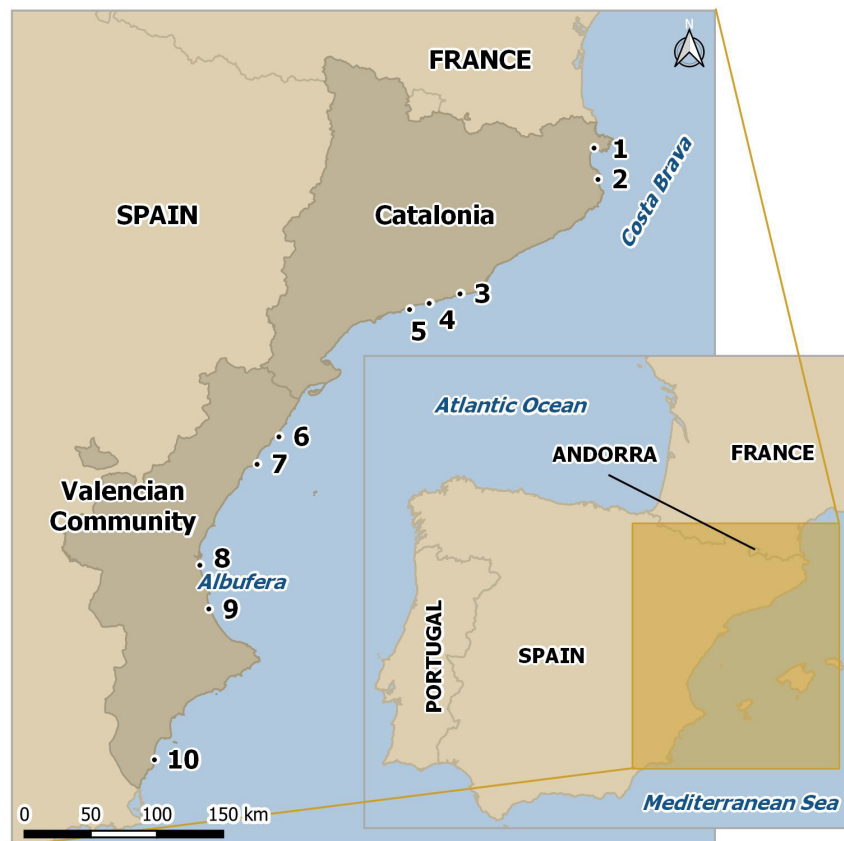 FRANCE
N
1
2
Costa Brava
SPAIN
Catalonia
3
4
5
Atlantic Ocean
6
ANDORRA
FRANCE
7
Valencian
Community
8
Albufera
9
PORTUGAL
SPAIN
10
0 50 100 150 km
Mediterranean Sea